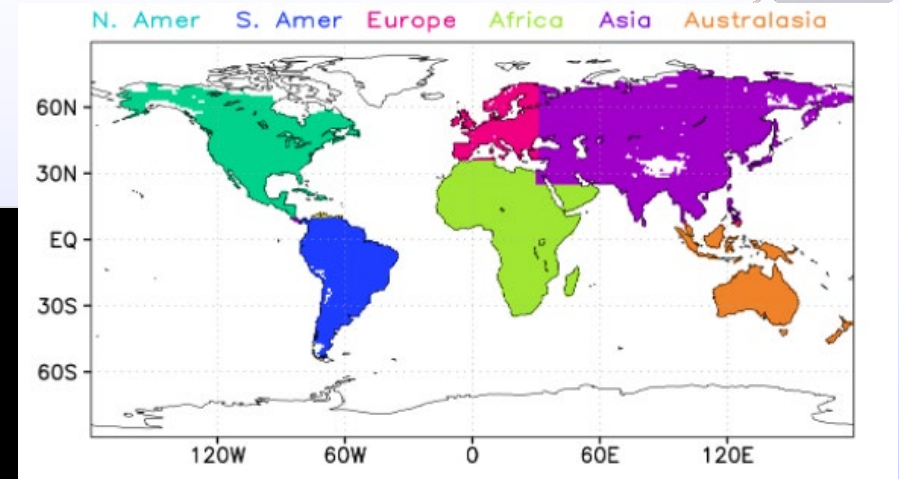 N. Amer S. Amer Europe Africa Asia Australasia
60N
30N
EQ
30S
60S
120W 60W 0 60E 120E